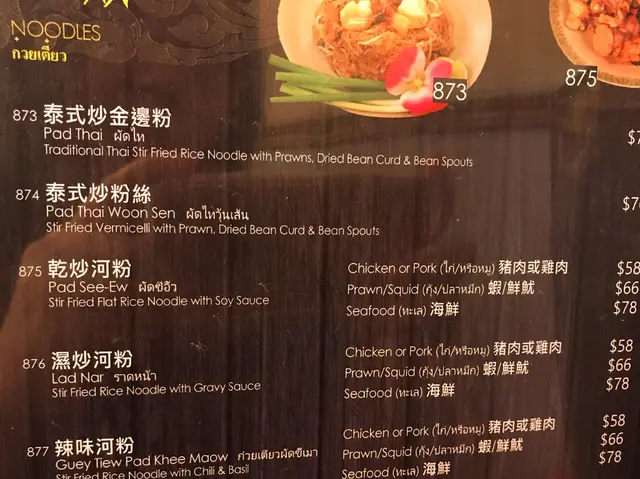 NOODLES
ก๋วยเตี๋ยว
873
875
873 泰式炒金邊粉
Pad Thai ผัดไท
Traditional Thai Stir Fried Rice Noodle with Prawns, Dried Bean Curd & Bean Spouts
874 泰式炒粉絲
Pad Thai Woon Sen ผัดไทวุ้นเส้น
Stir Fried Vermicelli with Prawn, Dried Bean Curd & Bean Spouts
875 乾炒河粉
Pad See-Ew ผัดซีอิ้ว
Stir Fried Flat Rice Noodle with Soy Sauce
Chicken or Pork (ไก่/หรือหมู) 豬肉或雞肉 $58
Prawn/Squid (กุ้ง/ปลาหมึก) 蝦/鮮魷 $66
Seafood (ทะเล) 海鮮 $78
876 濕炒河粉
Lad Nar ราดหน้า
Stir Fried Rice Noodle with Gravy Sauce
Chicken or Pork (ไก่/หรือหมู) 豬肉或雞肉 $58
Prawn/Squid (กุ้ง/ปลาหมึก) 蝦/鮮魷 $66
Seafood (ทะเล) 海鮮 $78
877 辣味河粉
Guey Tiew Pad Khee Maow ก๋วยเตี๋ยวผัดขี้เมา
Stir Fried Rice Noodle with Chili & Basil
Chicken or Pork (ไก่/หรือหมู) 豬肉或雞肉 $58
Prawn/Squid (กุ้ง/ปลาหมึก) 蝦/鮮魷 $66
Seafood (ทะเล) 海鮮 $78